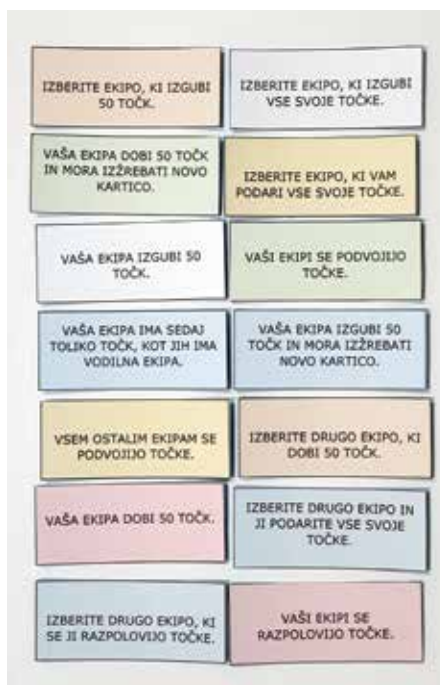 IZBERITE EKIPO, KI IZGUBI
50 TOČK.
IZBERITE EKIPO, KI IZGUBI
VSE SVOJE TOČKE.
VAŠA EKIPA DOBI 50 TOČK
IN MORA IZŽREBATI NOVO
KARTICO.
IZBERITE EKIPO, KI VAM
PODARI VSE SVOJE TOČKE.
VAŠA EKIPA IZGUBI 50
TOČK.
VAŠI EKIPI SE PODVOJIJO
TOČKE.
VAŠA EKIPA IMA SEDAJ
TOLIKO TOČK, KOT JIH IMA
VODILNA EKIPA.
VAŠA EKIPA IZGUBI 50
TOČK IN MORA IZŽREBATI
NOVO KARTICO.
VSEM OSTALIM EKIPAM SE
PODVOJIJO TOČKE.
IZBERITE DRUGO EKIPO, KI
DOBI 50 TOČK.
VAŠA EKIPA DOBI 50 TOČK.
IZBERITE DRUGO EKIPO IN
JI PODARITE VSE SVOJE
TOČKE.
IZBERITE DRUGO EKIPO, KI
SE JI RAZPOLOVIJO TOČKE.
VAŠI EKIPI SE
RAZPOLOVIJO TOČKE.